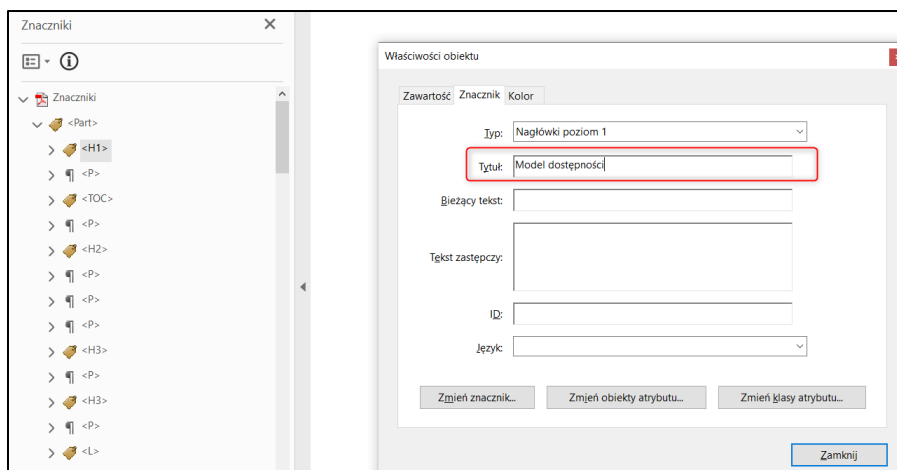 Znaczniki
Znaczniki
<Part>
<H1>
<P>
<TOC>
<P>
<H2>
<P>
<P>
<P>
<H3>
<P>
<H3>
<P>
<L>
Właściwości obiektu
Zawartość Znacznik Kolor
Typ: Nagłówki poziom 1
Tytuł: Model dostępności
Bieżący tekst:
Tekst zastępczy:
ID:
Język:
Zmień znacznik... Zmień obiekty atrybutu... Zmień klasy atrybutu...
Zamknij